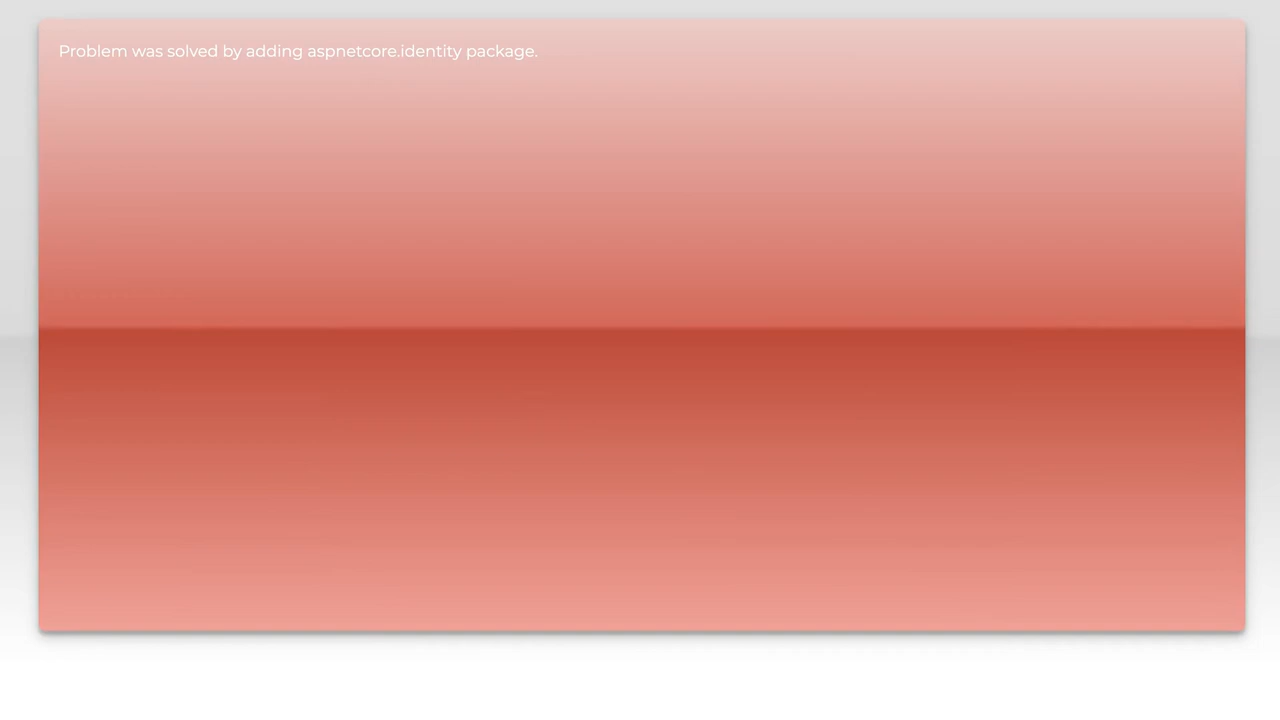 Problem was solved by adding aspnetcore.identity package.